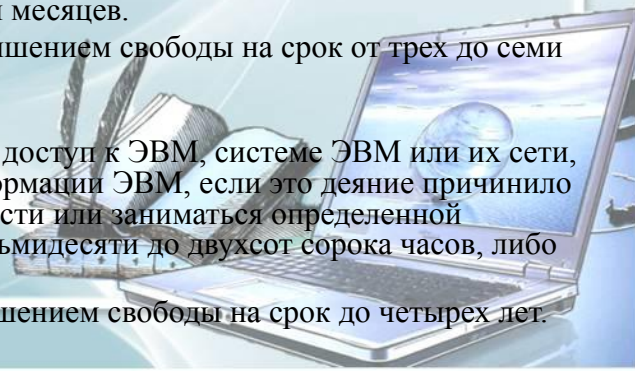 месяцев.
шением свободы на срок от трех до семи
доступ к ЭВМ, системе ЭВМ или их сети,
ормации ЭВМ, если это деяние причинило
сти или заниматься определенной
ьмидесяти до двухсот сорока часов, либо
шением свободы на срок до четырех лет.